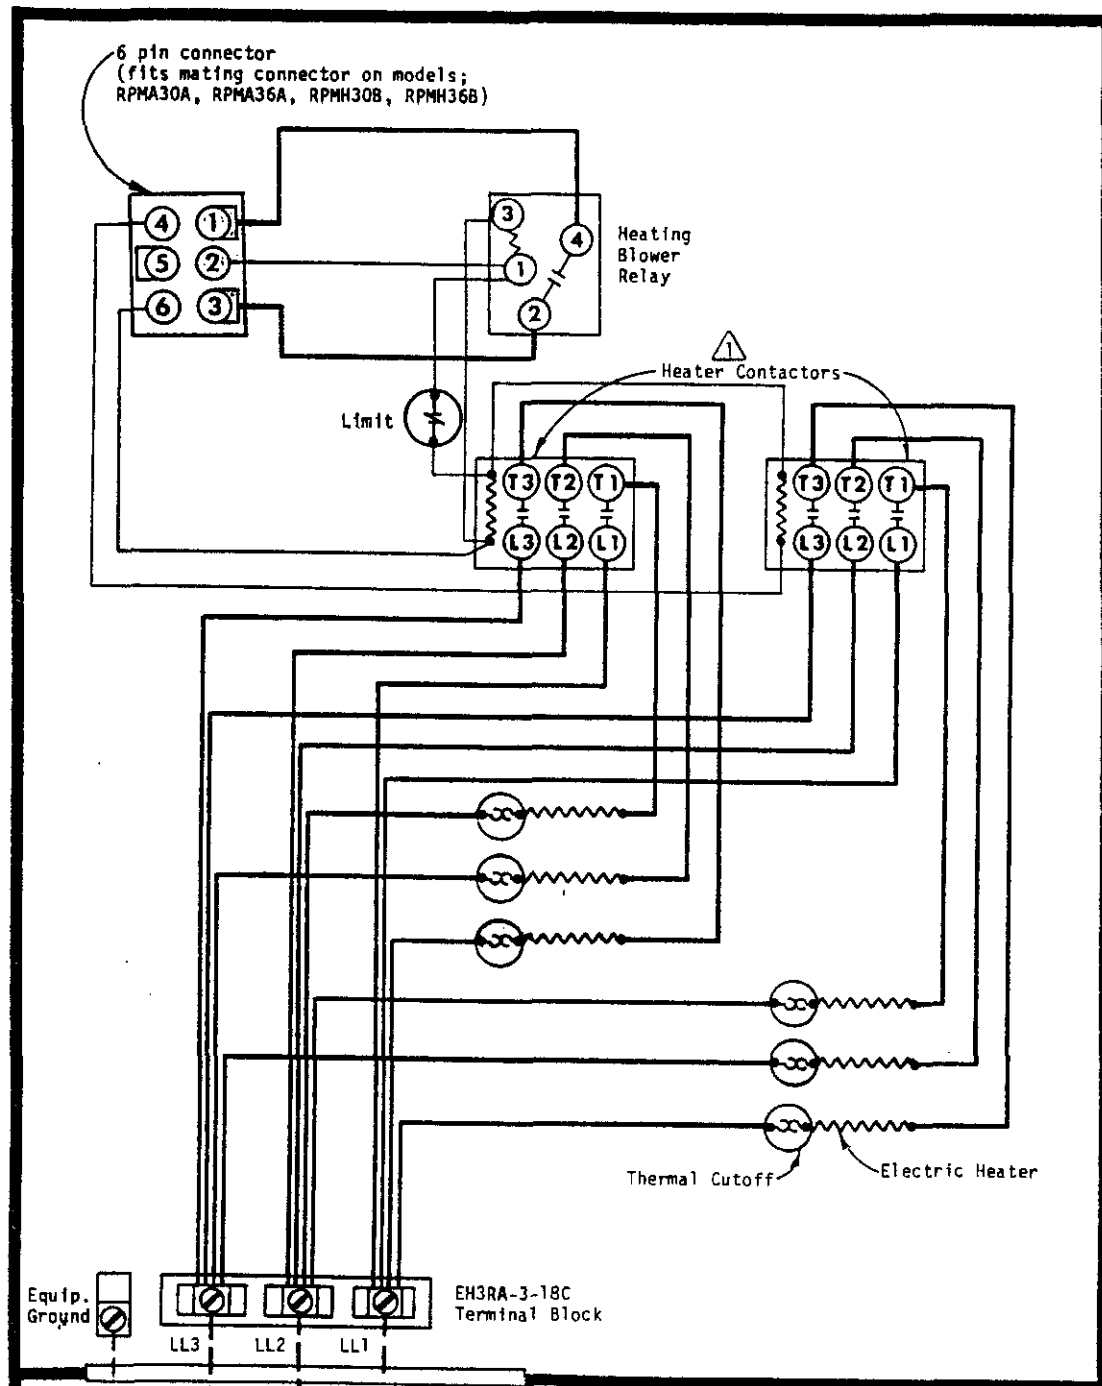 6 pin connector
(fits mating connector on models;
RPMA30A, RPMA36A, RPMH30B, RPMH36B)
4 1
5 2
6 3
3
4
1
2
Heating
Blower
Relay
1
Heater Contactors
Limit
T3 T2 T1
L3 L2 L1
T3 T2 T1
L3 L2 L1
Thermal Cutoff
Electric Heater
Equip.
Ground
EH3RA-3-18C
Terminal Block
LL3 LL2 LL1